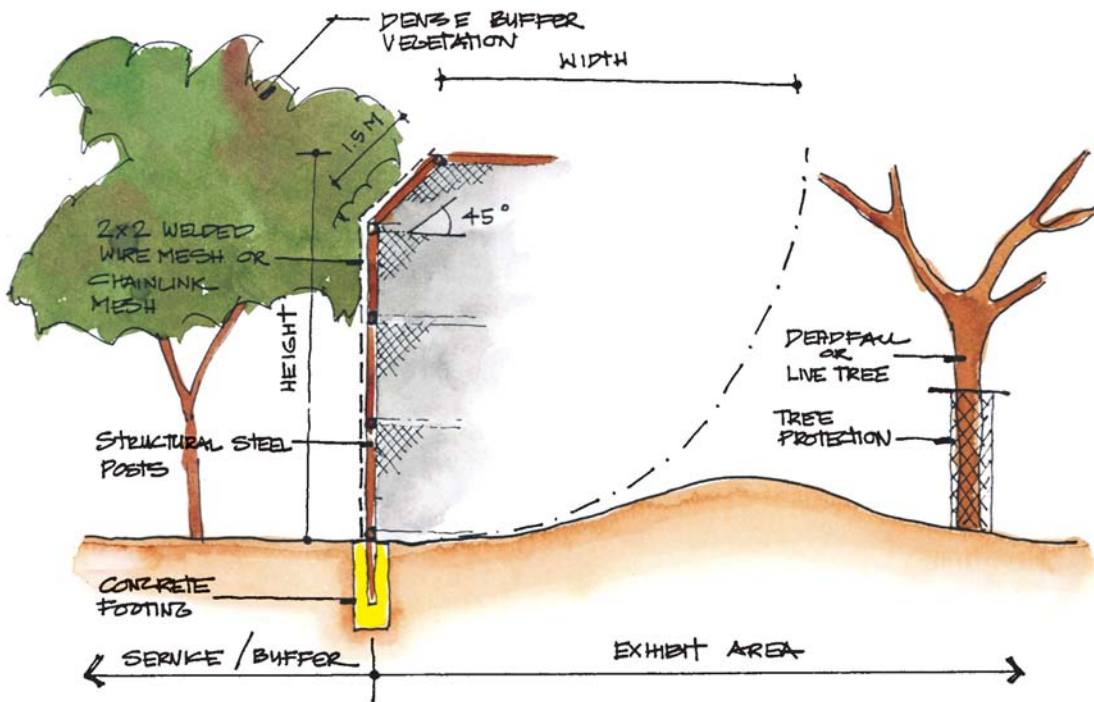 DENSE BUFFER
VEGETATION
WIDTH
1.5 M
45°
2x2 WELDED
WIRE MESH OR
CHAINLINK
MESH
HEIGHT
DEADFALL
OR
LIVE TREE
TREE
PROTECTION
STRUCTURAL STEEL
POSTS
CONCRETE
FOOTING
SERVICE / BUFFER
EXHIBIT AREA